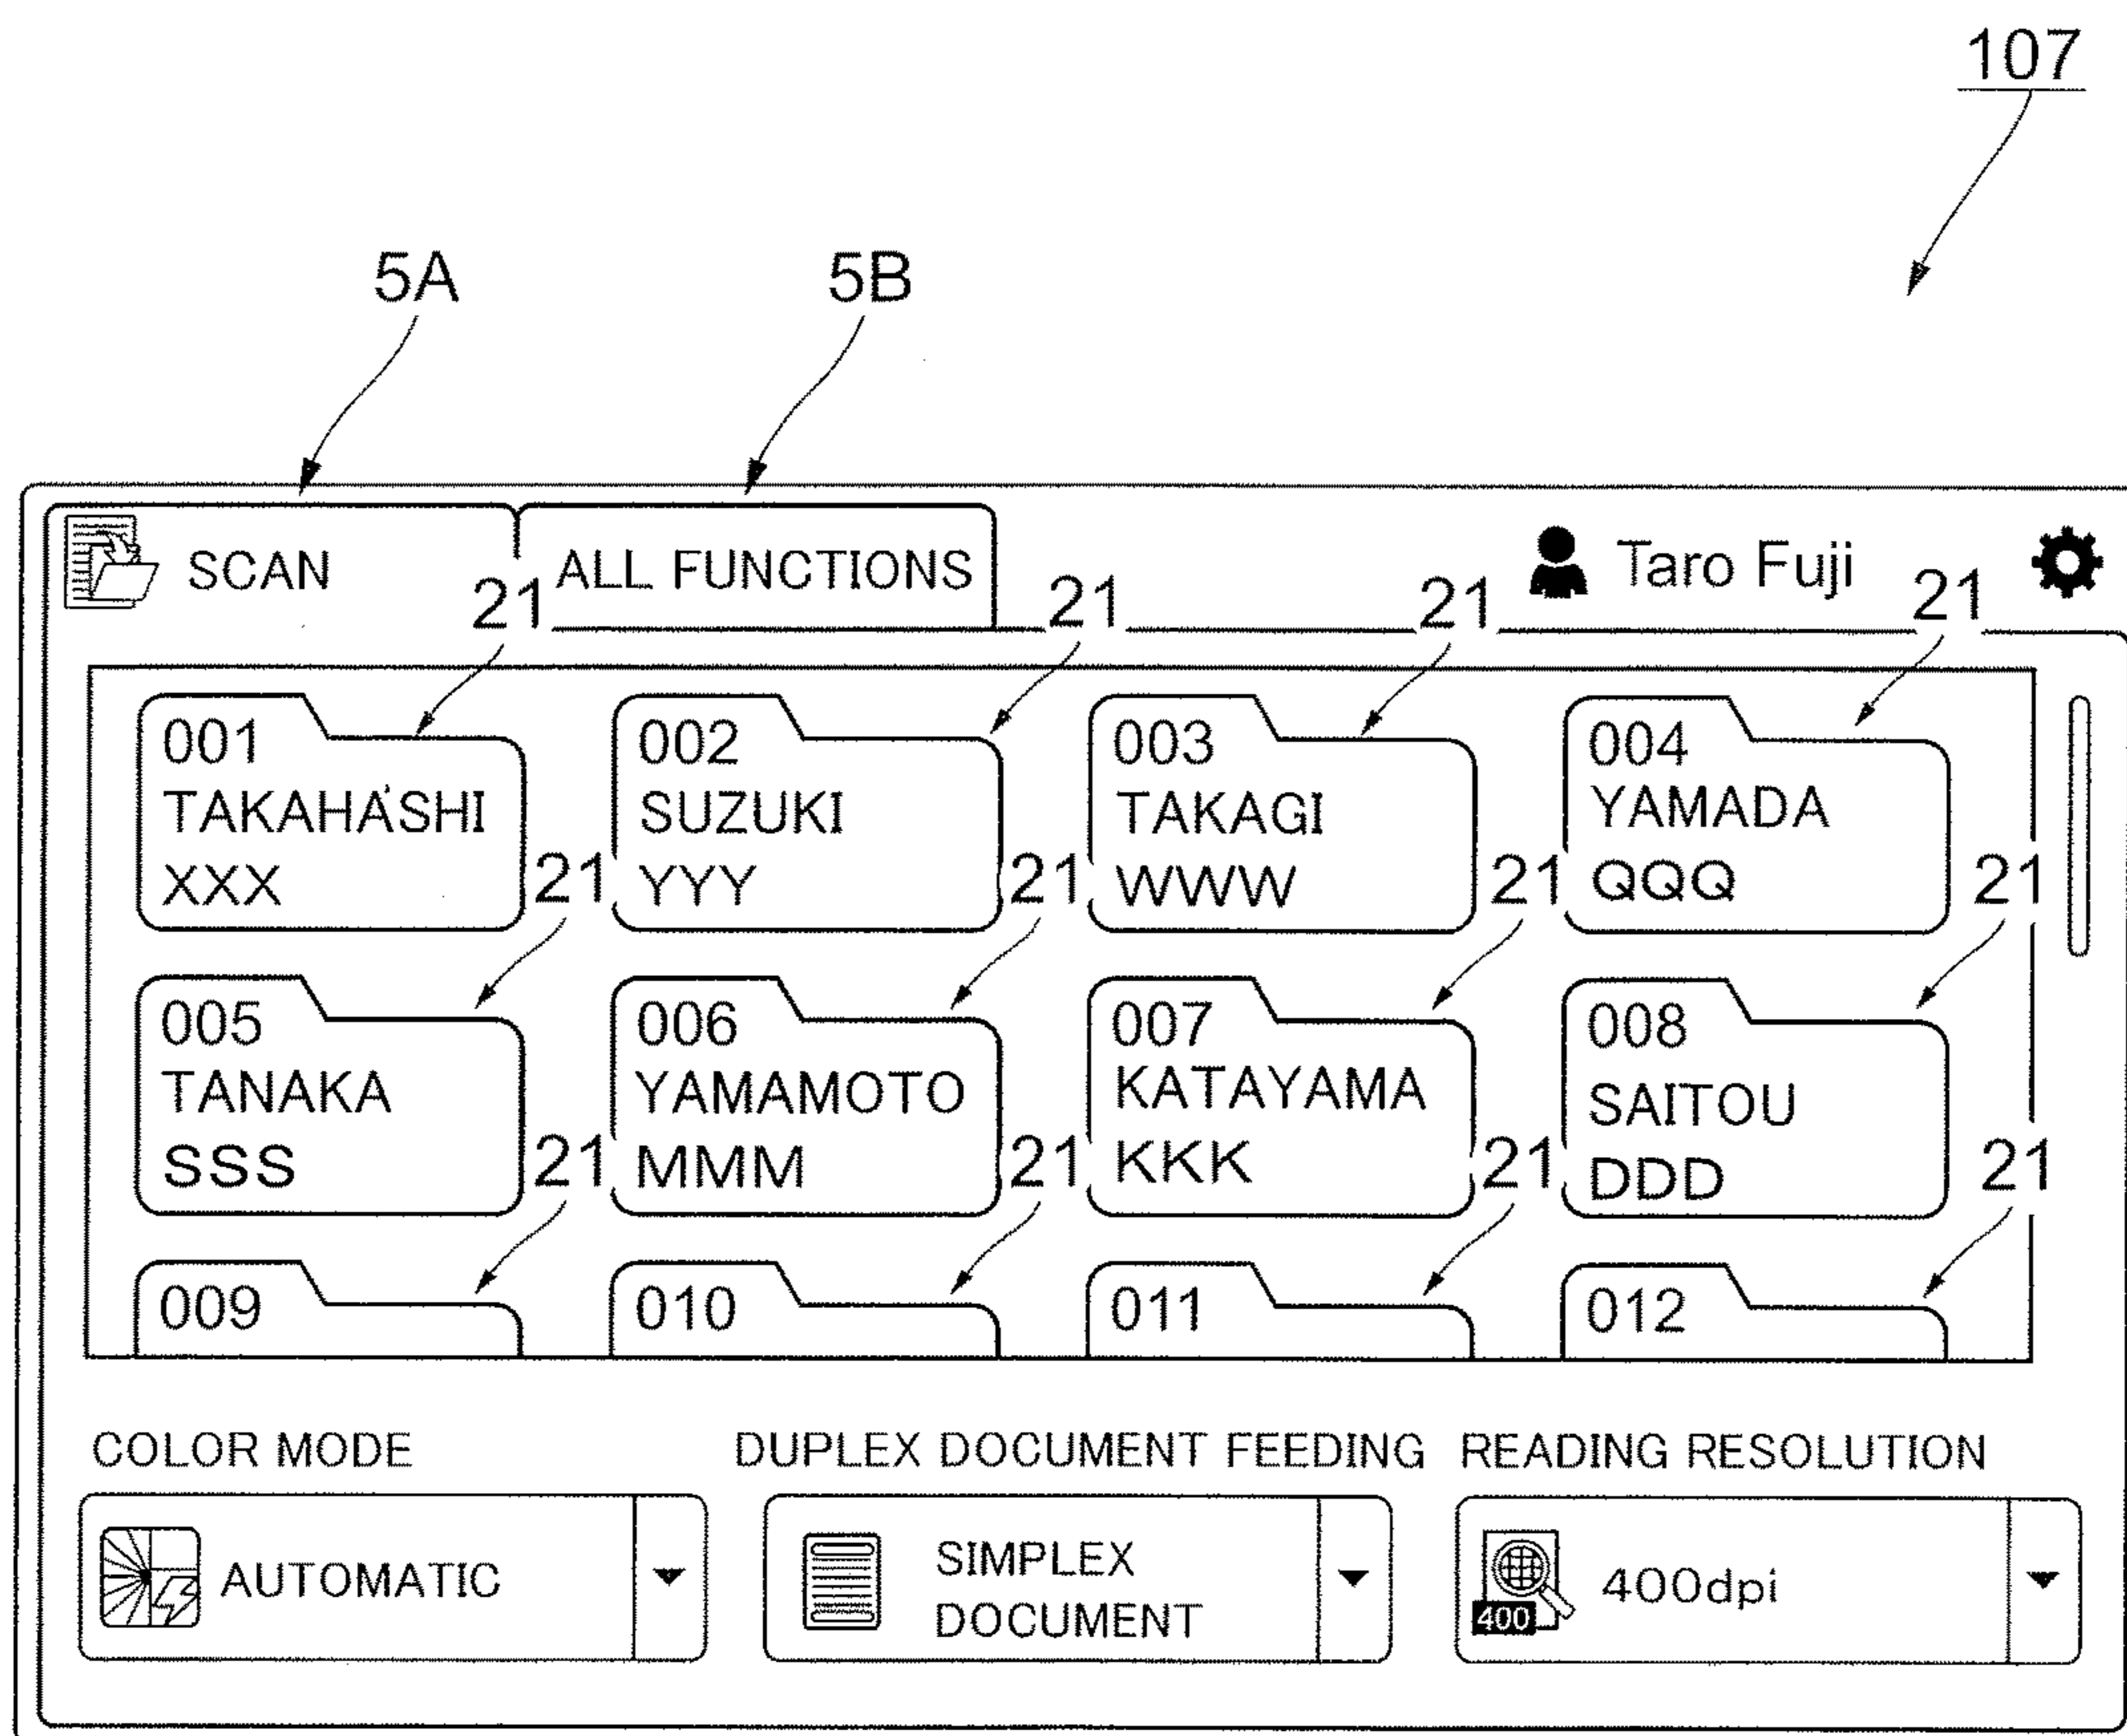 107
5A 5B
SCAN ALL FUNCTIONS Taro Fuji
21 21 21 21
001 002 003 004
TAKAHASHI SUZUKI TAKAGI YAMADA
XXX 21 YYY 21 WWW 21 QQQ 21
005 006 007 008
TANAKA YAMAMOTO KATAYAMA SAITOU
SSS 21 MMM 21 KKK 21 DDD 21
009 010 011 012
COLOR MODE DUPLEX DOCUMENT FEEDING READING RESOLUTION
AUTOMATIC SIMPLEX DOCUMENT 400 400dpi